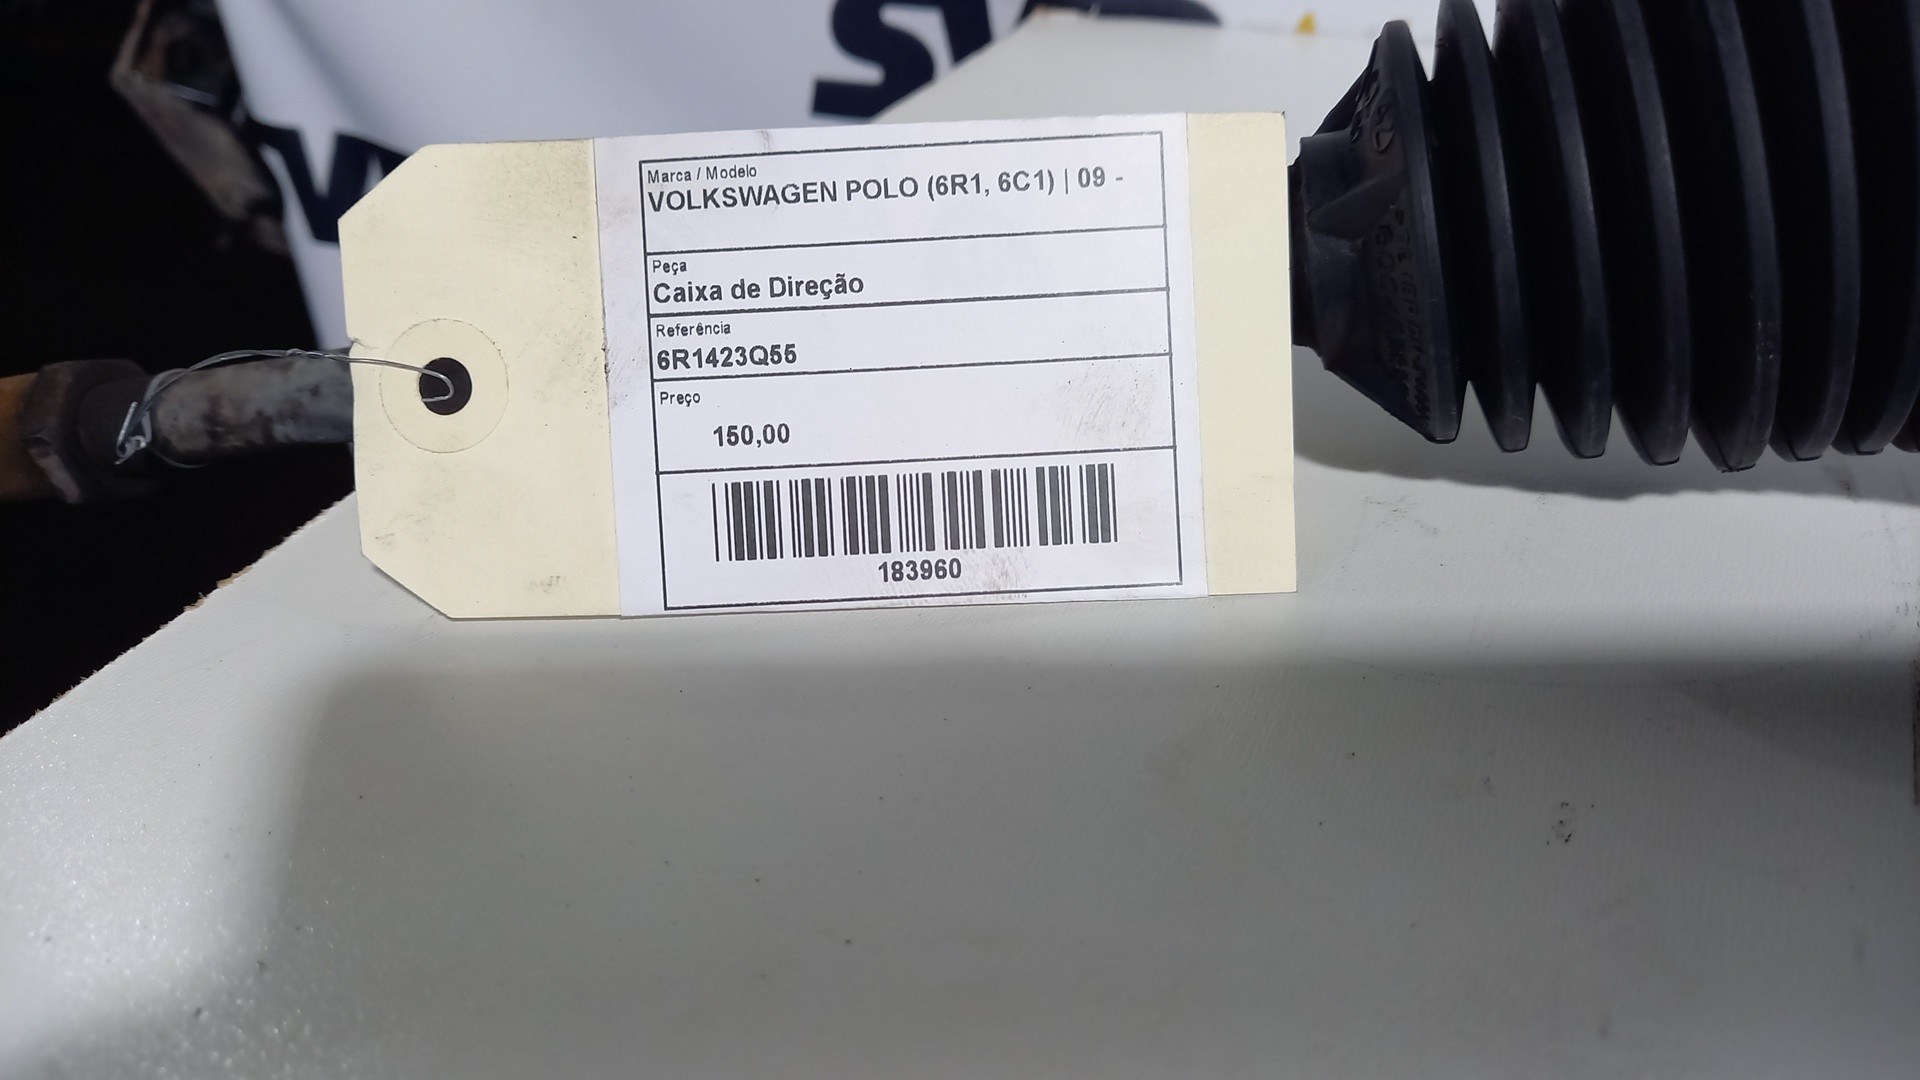 Marca / Modelo
VOLKSWAGEN POLO (6R1, 6C1) | 09 -
Peça
Caixa de Direção
Referência
6R1423Q55
Preço
150,00
183960